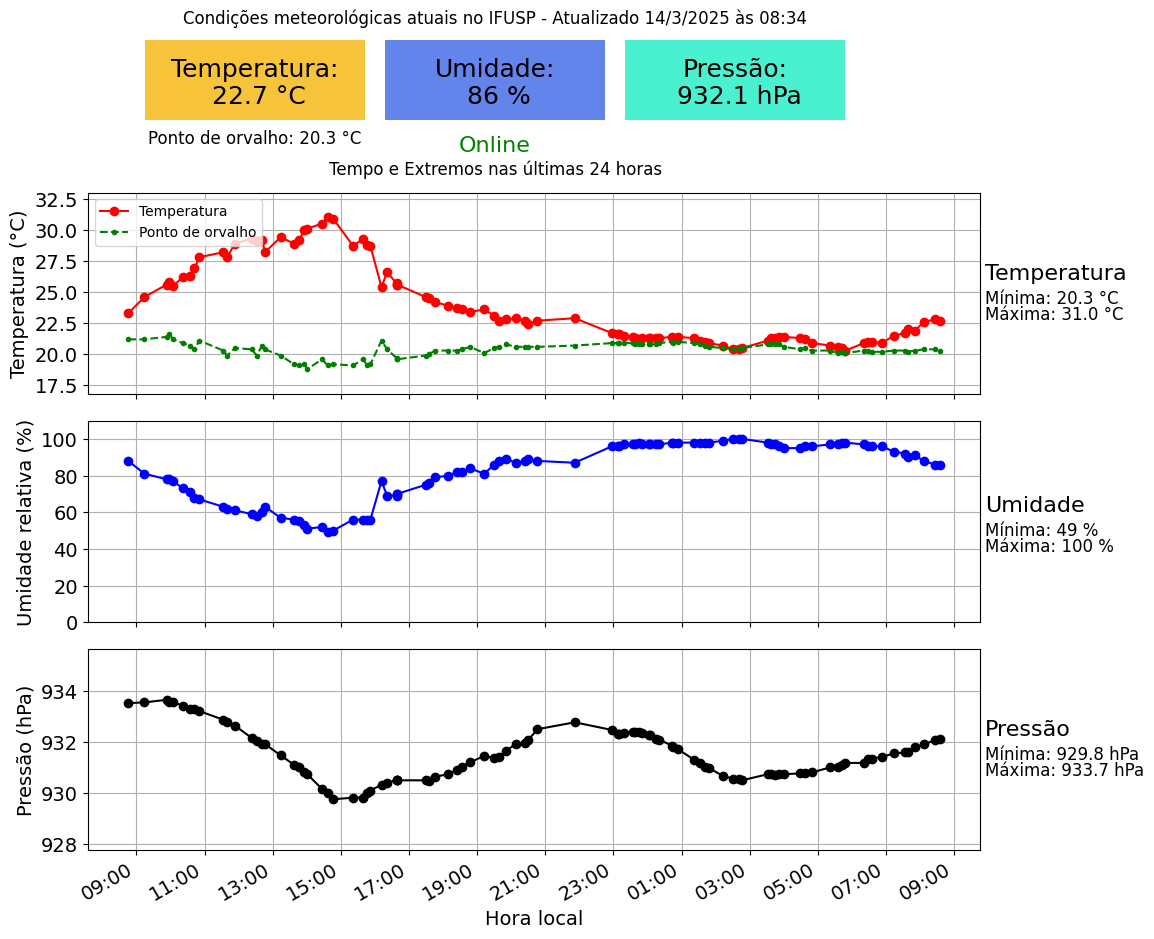 Condições meteorológicas atuais no IFUSP - Atualizado 14/3/2025 às 08:34
Temperatura:
22.7 °C
Umidade:
86 %
Pressão:
932.1 hPa
Ponto de orvalho: 20.3 °C
Online
Tempo e Extremos nas últimas 24 horas
Temperatura (°C)
32.5
30.0
27.5
25.0
22.5
20.0
17.5
Temperatura
Ponto de orvalho
Temperatura
Mínima: 20.3 °C
Máxima: 31.0 °C
Umidade relativa (%)
100
80
60
40
20
0
Umidade
Mínima: 49 %
Máxima: 100 %
Pressão (hPa)
934
932
930
928
Pressão
Mínima: 929.8 hPa
Máxima: 933.7 hPa
09:00
11:00
13:00
15:00
17:00
19:00
21:00
23:00
01:00
03:00
05:00
07:00
09:00
Hora local